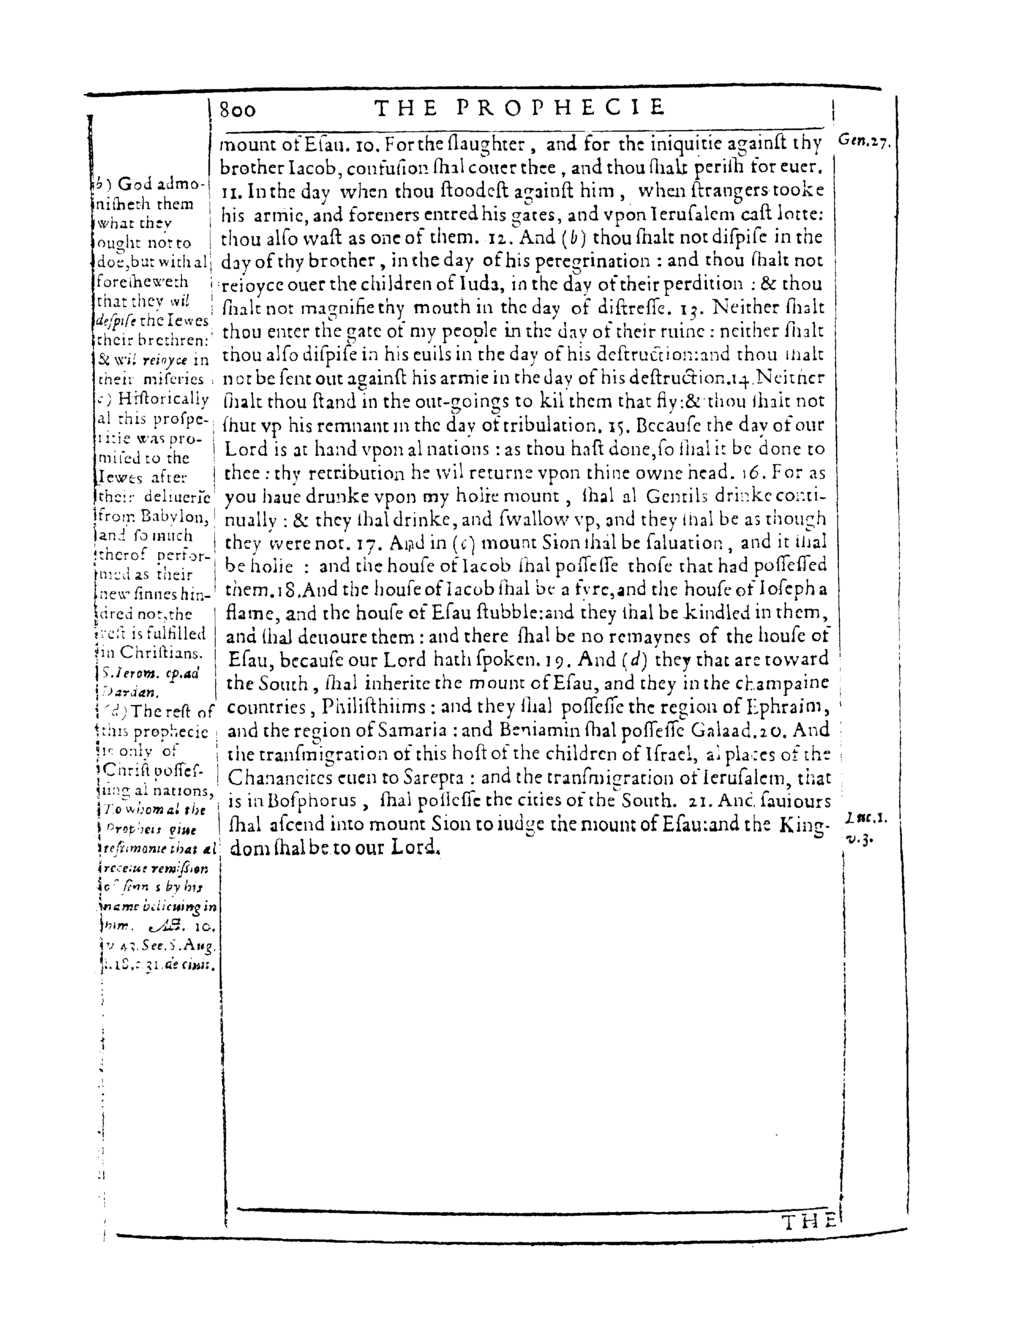 800 THE PROPHECIE
mount of Eſau. 10. For the ſlaughter , and for the iniquitie againſt thy
brother Iacob, confuſion ſhal couer thee , and thou ſhalt periſh for euer.
11. In the day when thou ſtoodeſt againſt him , when ſtrangers tooke
his armie, and foreners entred his gates, and vpon Ieruſalem caſt lotte:
thou alſo waſt as one of them. 12. And (b) thou ſhalt not diſpiſe in the
day of thy brother , in the day of his peregrination : and thou ſhalt not
reioyce ouer the children of Iuda, in the day of their perdition : & thou
ſhalt not magnifie thy mouth in the day of diſtreſſe. 13. Neither ſhalt
thou enter the gate of my people in the day of their ruine : neither ſhalt
thou alſo diſpiſe in his euils in the day of his deſtruction:and thou ſhalt
not be ſent out againſt his armie in the day of his deſtruction.14.Neither
ſhalt thou ſtand in the out-goings to kil them that fly:& thou ſhalt not
ſhut vp his remnant in the day of tribulation. 15. Becauſe the day of our
Lord is at hand vpon al nations : as thou haſt done,ſo ſhal it be done to
thee : thy retribution he wil returne vpon thine owne head. 16. For as
you haue drunke vpon my holie mount , ſhal al Gentils drinke conti-
nually : & they ſhal drinke, and ſwallow vp, and they ſhal be as though
they were not. 17. And in (c) mount Sion ſhal be ſaluation , and it ſhal
be holie : and the houſe of Iacob ſhal poſſeſſe thoſe that had poſſeſſed
them.18.And the houſe of Iacob ſhal be a fyre,and the houſe of Ioſeph a
flame, and the houſe of Eſau ſtubble:and they ſhal be kindled in them,
and ſhal deuoure them : and there ſhal be no remaynes of the houſe of
Eſau, becauſe our Lord hath ſpoken. 19. And (d) they that are toward
the South , ſhal inherite the mount of Eſau, and they in the champaine
countries , Philiſthiims : and they ſhal poſſeſſe the region of Ephraim,
and the region of Samaria : and Beniamin ſhal poſſeſſe Galaad.20. And
the tranſmigration of this hoſt of the children of Iſrael, al places of the
Chananeites euen to Sarepta : and the tranſmigration of Ieruſalem, that
is in Boſphorus , ſhal poſſeſſe the cities of the South. 21. And ſauiours
ſhal aſcend into mount Sion to iudge the mount of Eſau:and the King-
dom ſhal be to our Lord.
b) God admo-
niſheth them
what they
ought not to
doe,but withal
foreſheweth
that they wil
deſpiſe the Iewes
their brethren:
& wil reioyce in
their miſeries
c) Hiſtorically
al this proſpe-
ritie was pro-
miſed to the
Iewes after
their deliuerie
from Babylon,
and ſo much
therof perfor-
med as their
new ſinnes hin-
dred not,the
reſt is fulfilled
in Chriſtians.
S.Ierom. ep.ad
Dardan.
(d) The reſt of
this prophecie
is only of
Chriſt poſſeſ-
ſing al nations,
To whom al the
Prophets giue
teſtimonie that al
receiue remiſſion
of ſinnes by his
name beleeuing in
him. Act. 10.
v 43. See.S.Aug.
l.18.c.31.de ciuit.
Gen.27.
Luc.1.
v.3.
THE